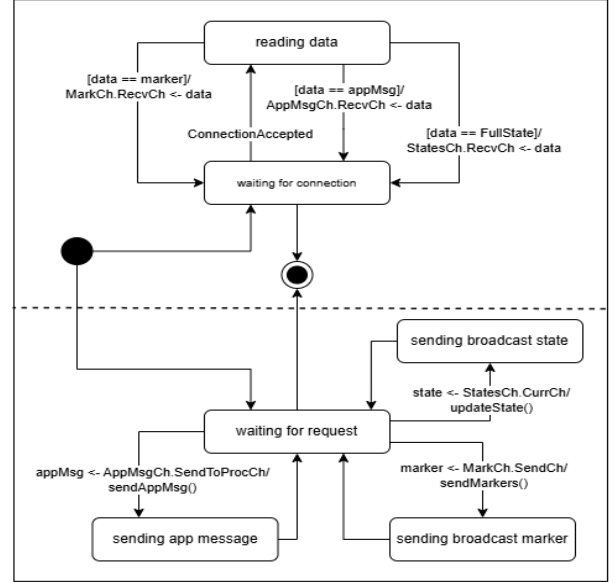 reading data
[data == marker]/
MarkCh.RecvCh <- data
[data == appMsg]/
AppMsgCh.RecvCh <- data
ConnectionAccepted
[data == FullState]/
StatesCh.RecvCh <- data
waiting for connection
sending broadcast state
state <- StatesCh.CurrCh/
updateState()
waiting for request
appMsg <- AppMsgCh.SendToProcCh/
sendAppMsg()
marker <- MarkCh.SendCh/
sendMarkers()
sending app message
sending broadcast marker